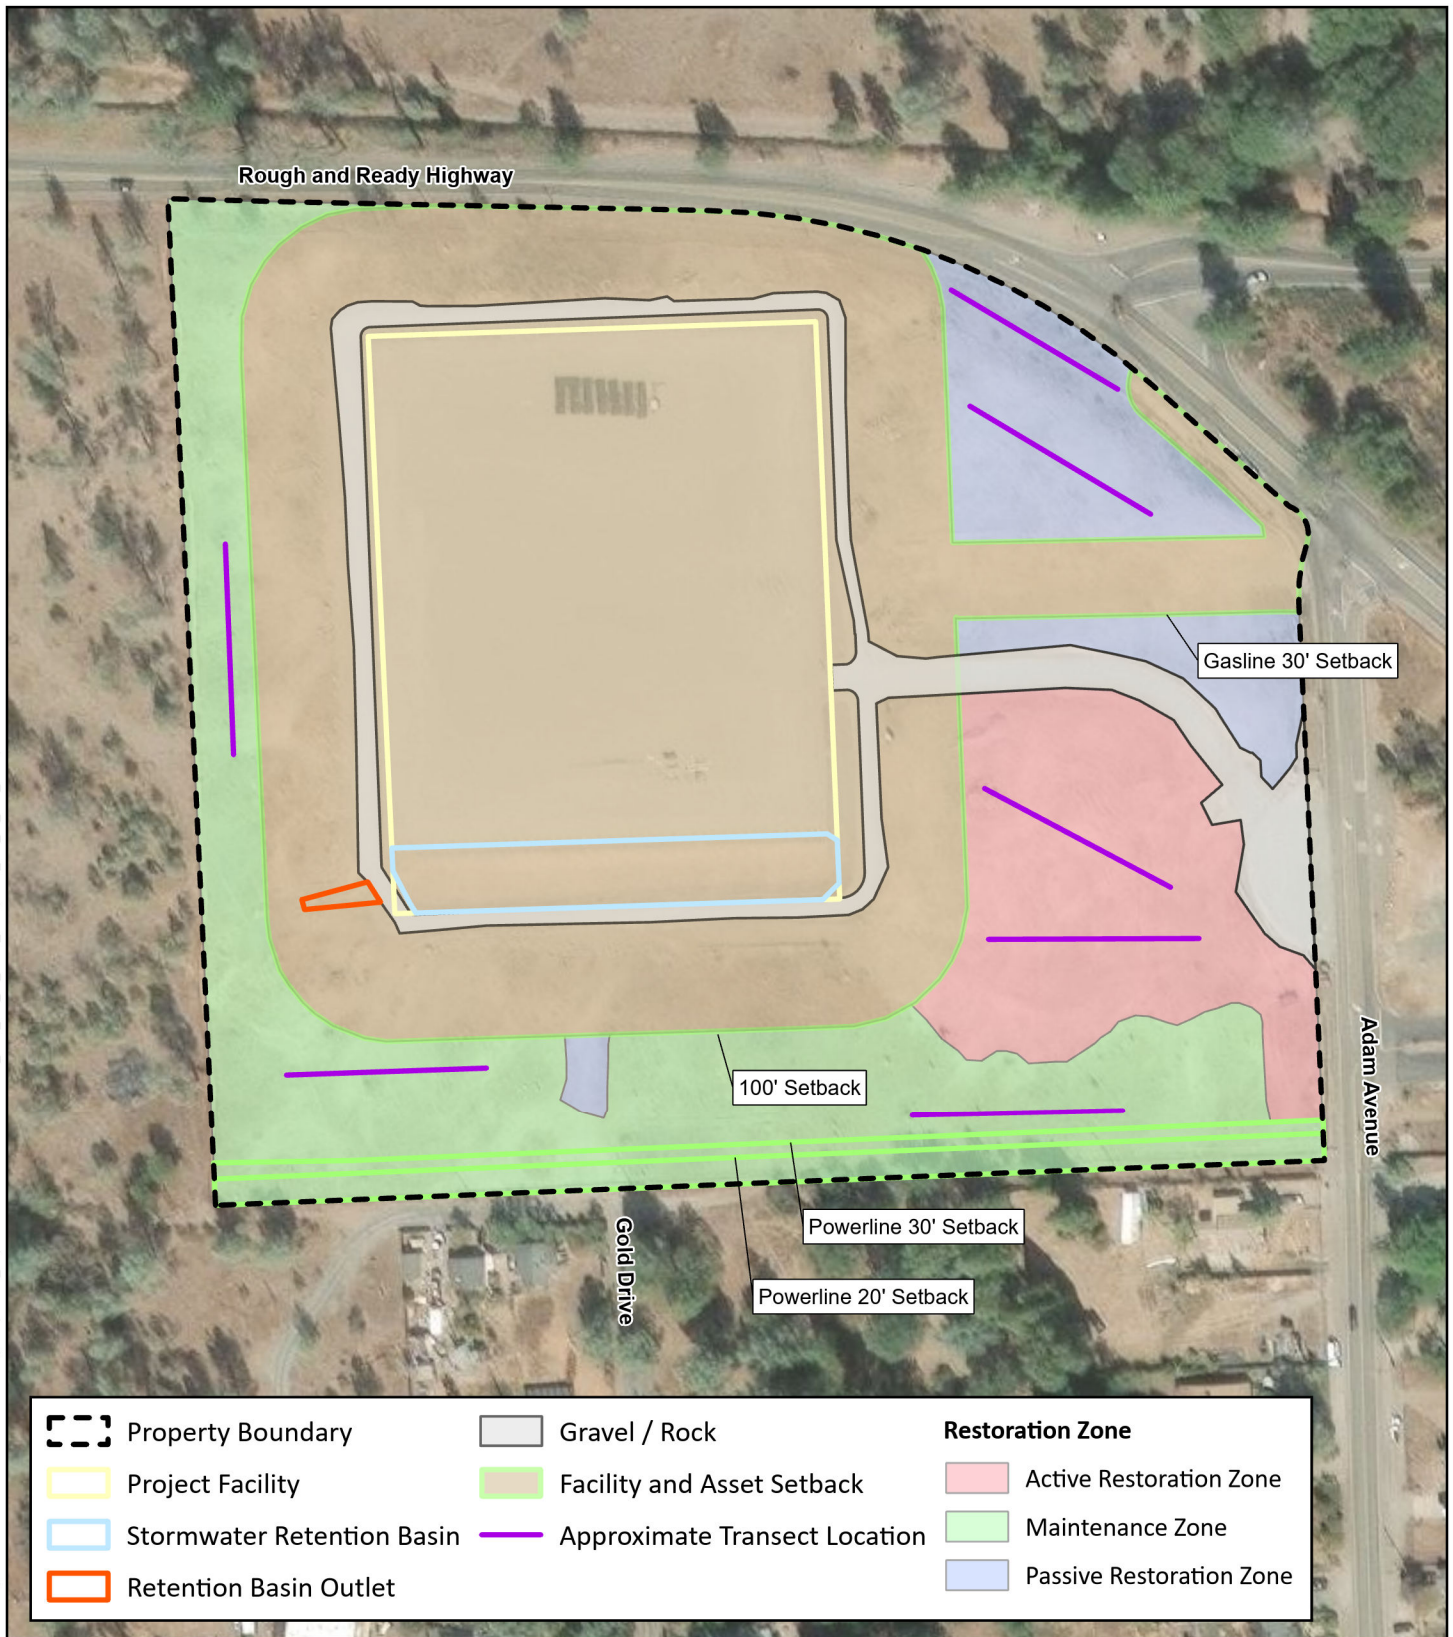 Rough and Ready Highway
Gasline 30' Setback
100' Setback
Adam Avenue
Powerline 30' Setback
Gold Drive
Powerline 20' Setback
Property Boundary
Project Facility
Stormwater Retention Basin
Retention Basin Outlet
Gravel / Rock
Facility and Asset Setback
Approximate Transect Location
Restoration Zone
Active Restoration Zone
Maintenance Zone
Passive Restoration Zone